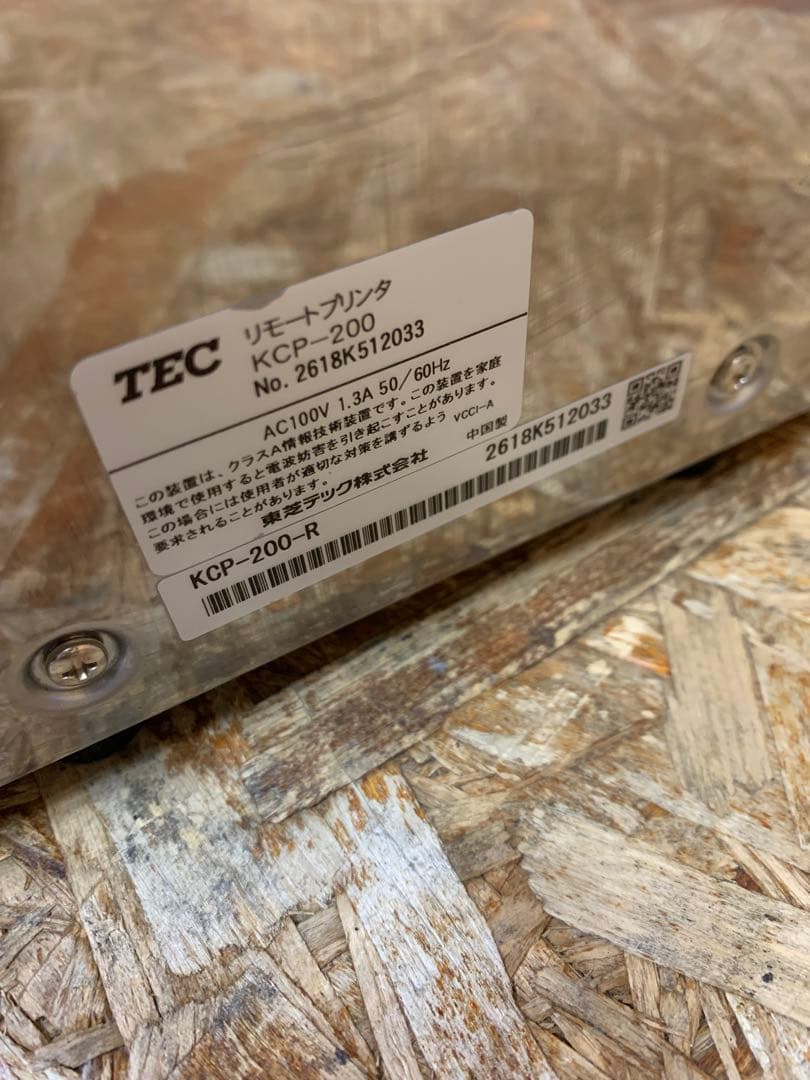 TEC
リモートプリンタ
KCP-200
No. 2618K512033
AC100V 1.3A 50/60Hz
この装置は、クラスA情報技術装置です。この装置を家庭
環境で使用すると電波妨害を引き起こすことがあります。
この場合には使用者が適切な対策を講ずるよう VCCI-A
要求されることがあります。
東芝テック株式会社 中国製
KCP-200-R 2618K512033